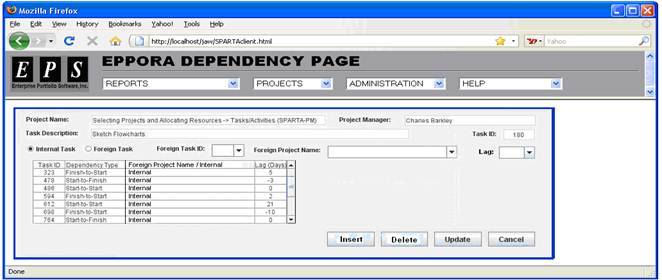 Mozilla Firefox
File Edit View History Bookmarks Yahoo! Tools Help
http://localhost/jaw/SPARTAclient.html
Yahoo
EPS
Enterprise Portfolio Software, Inc.
EPPORA DEPENDENCY PAGE
REPORTS PROJECTS ADMINISTRATION HELP
Project Name: Selecting Projects and Allocating Resources -> Tasks/Activities (SPARTA-PM) Project Manager: Charles Barkley
Task Description: Sketch Flowcharts Task ID: 180
Internal Task Foreign Task Foreign Task ID: Foreign Project Name: Lag:
Task ID Dependency Type Foreign Project Name / Internal Lag (Days)
323 Finish-to-Start Internal 5
478 Start-to-Finish Internal -3
486 Start-to-Start Internal 0
594 Finish-to-Start Internal 2
612 Start-to-Start Internal 21
698 Finish-to-Start Internal -10
764 Start-to-Finish Internal 0
Insert Delete Update Cancel
Done